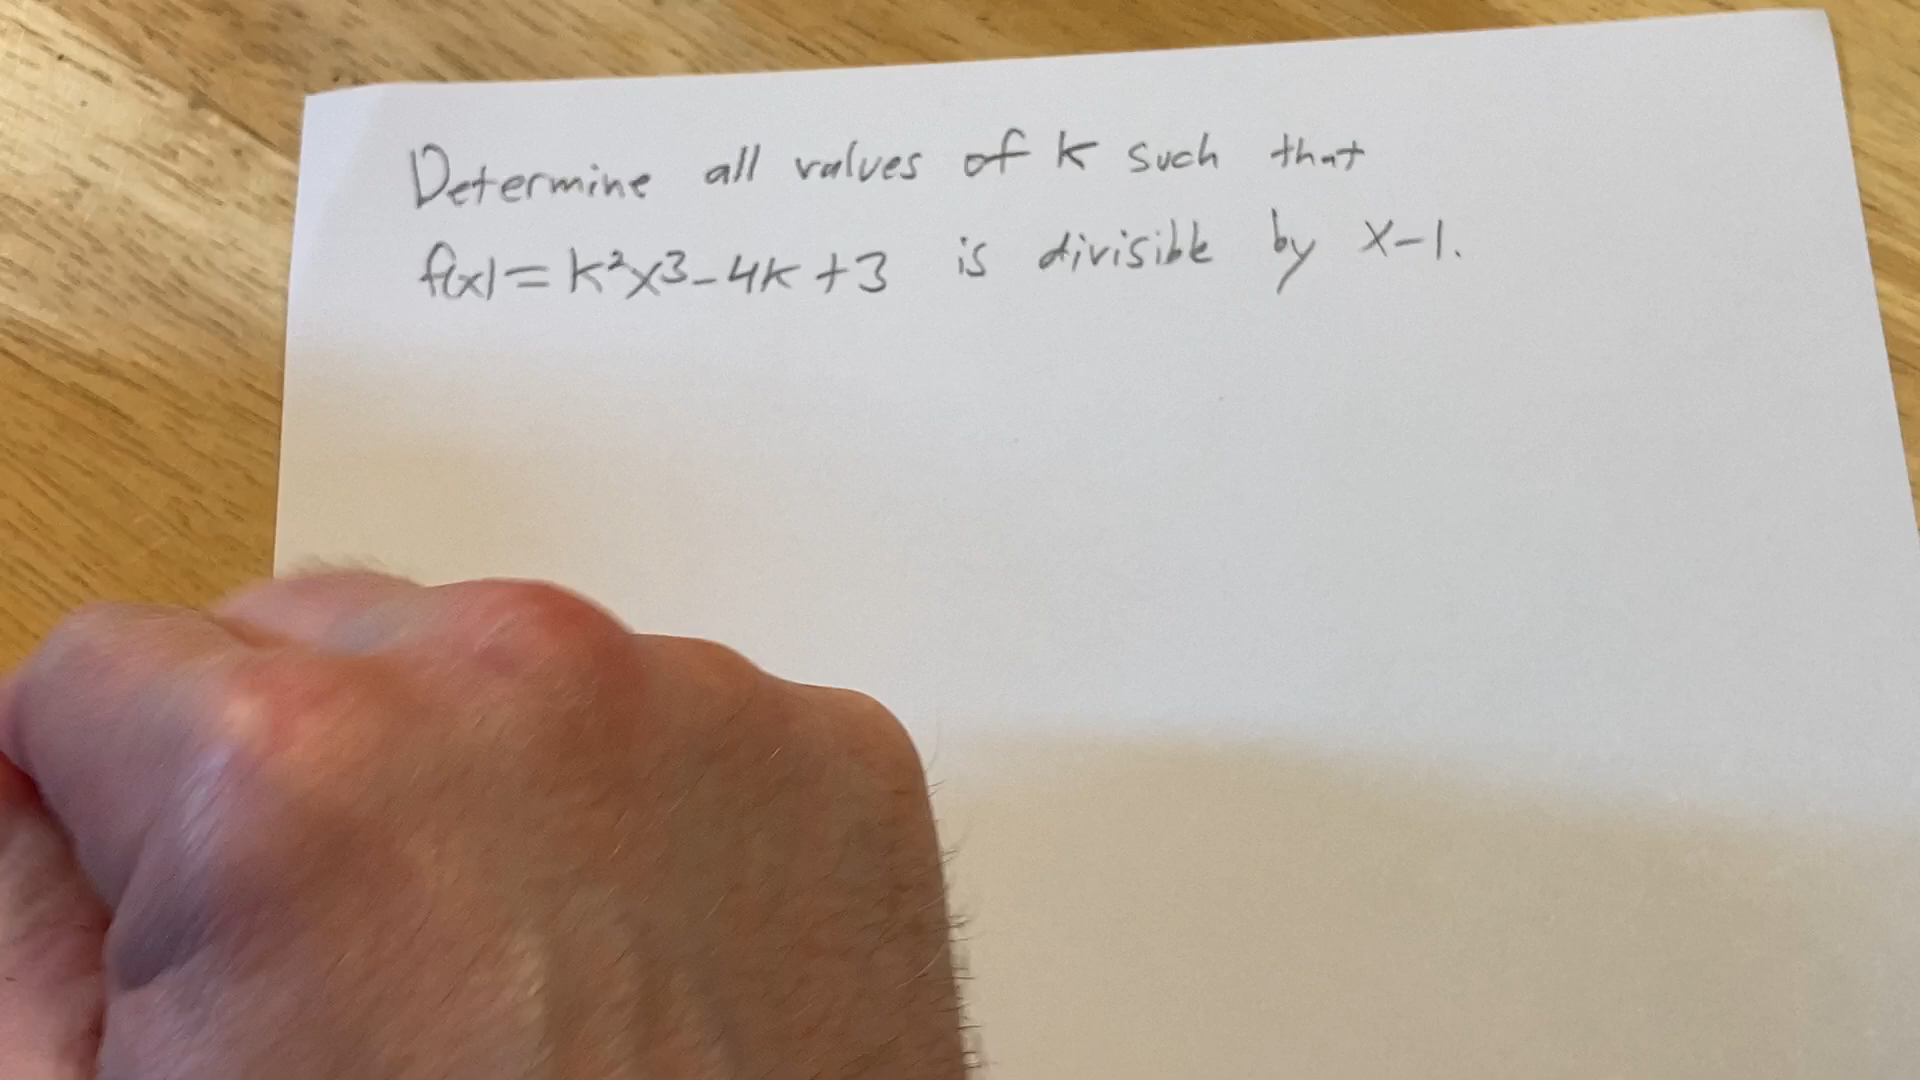 Determine all values of k such that
f(x) = k²x³ - 4k + 3 is divisible by x-1.